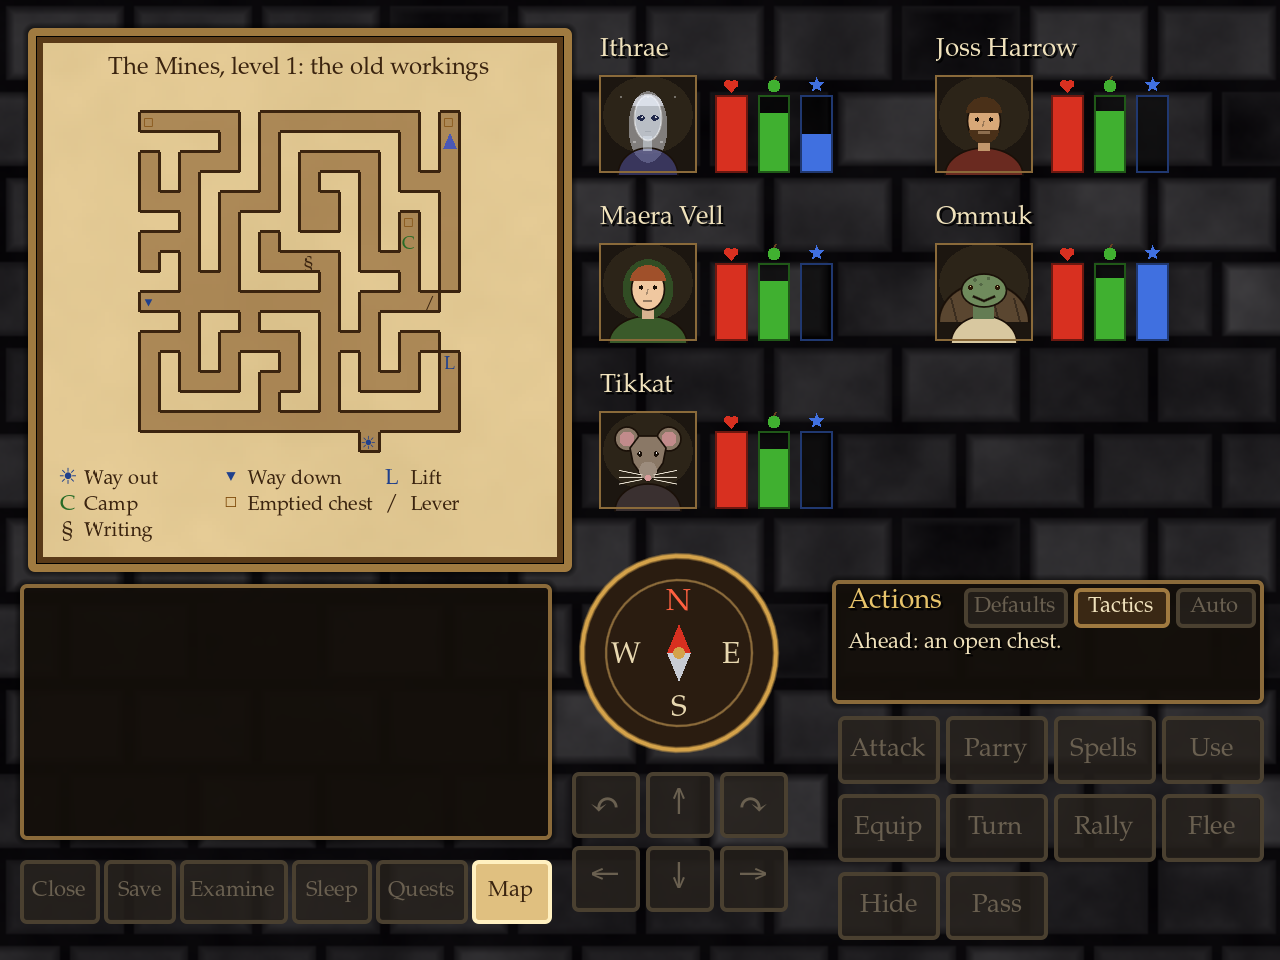 The Mines, level 1: the old workings
§
C
/
L
Way out
Way down
L Lift
C Camp
Emptied chest
/ Lever
§ Writing
Ithrae
Joss Harrow
Maera Vell
Ommuk
Tikkat
N
W E
S
Actions
Defaults
Tactics
Auto
Ahead: an open chest.
Attack
Parry
Spells
Use
Equip
Turn
Rally
Flee
Hide
Pass
Close
Save
Examine
Sleep
Quests
Map